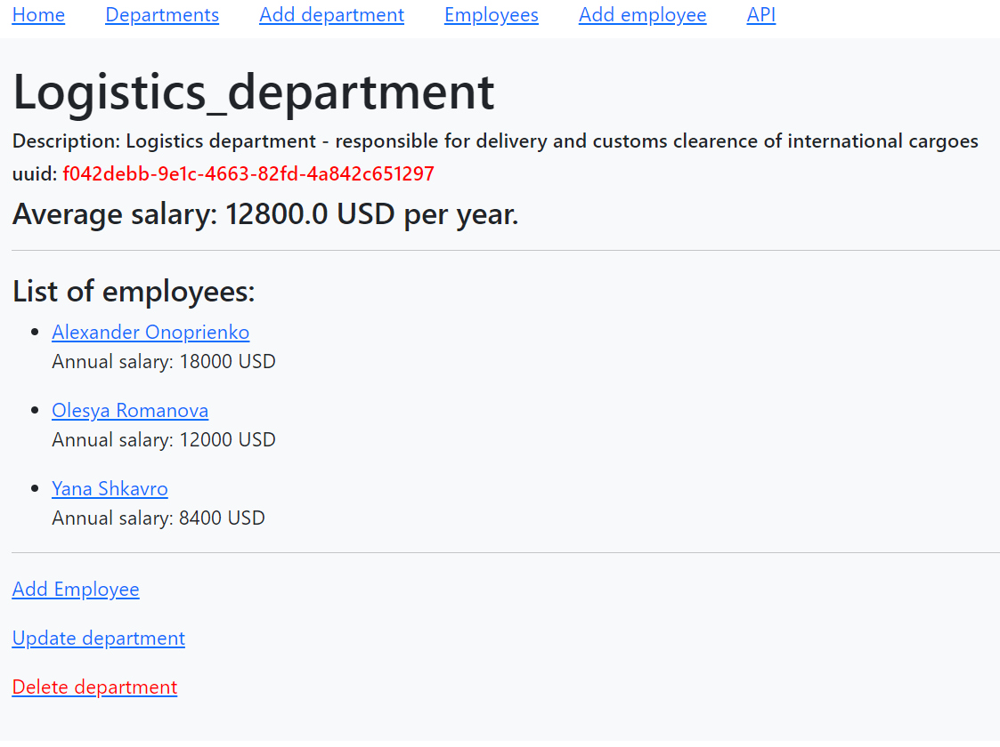 Home Departments Add department Employees Add employee API
Logistics_department
Description: Logistics department - responsible for delivery and customs clearence of international cargoes
uuid: f042debb-9e1c-4663-82fd-4a842c651297
Average salary: 12800.0 USD per year.
List of employees:
Alexander Onoprienko
Annual salary: 18000 USD
Olesya Romanova
Annual salary: 12000 USD
Yana Shkavro
Annual salary: 8400 USD
Add Employee
Update department
Delete department